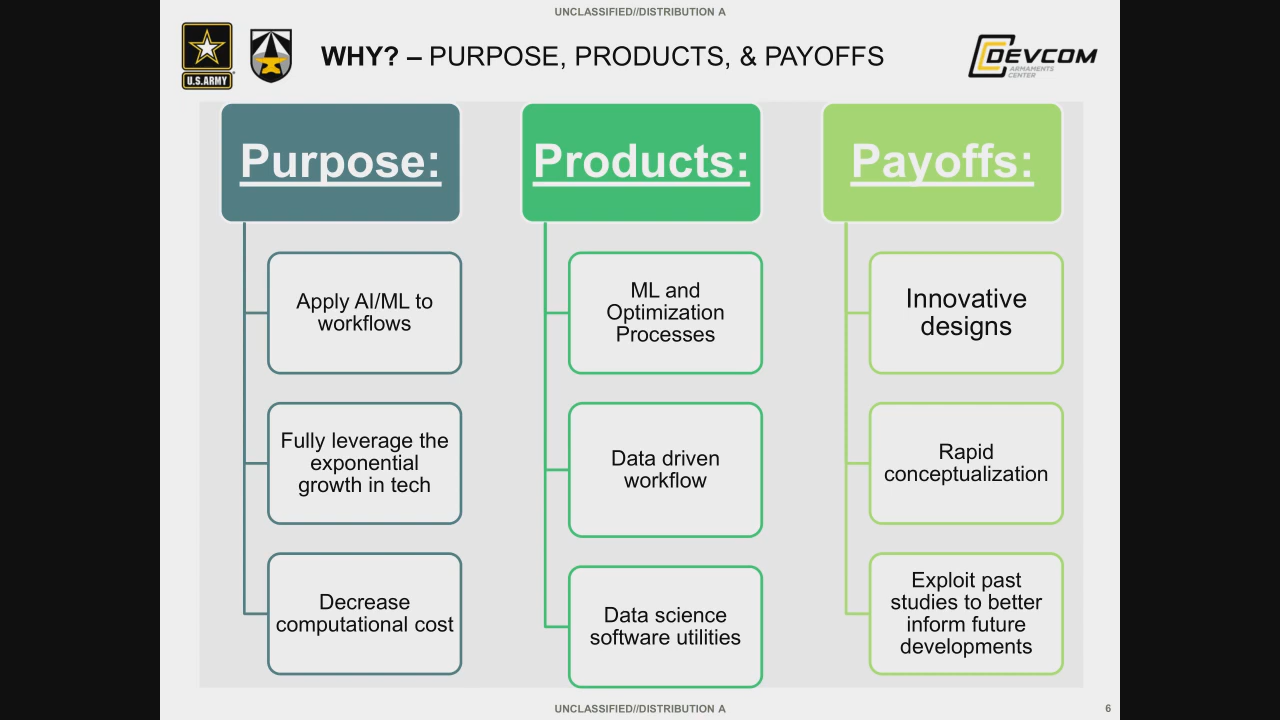 UNCLASSIFIED//DISTRIBUTION A
U.S.ARMY
WHY? – PURPOSE, PRODUCTS, & PAYOFFS
DEVCOM
ARMAMENTS
CENTER
Purpose:
Apply AI/ML to
workflows
Fully leverage the
exponential
growth in tech
Decrease
computational cost
Products:
ML and
Optimization
Processes
Data driven
workflow
Data science
software utilities
Payoffs:
Innovative
designs
Rapid
conceptualization
Exploit past
studies to better
inform future
developments
UNCLASSIFIED//DISTRIBUTION A
6